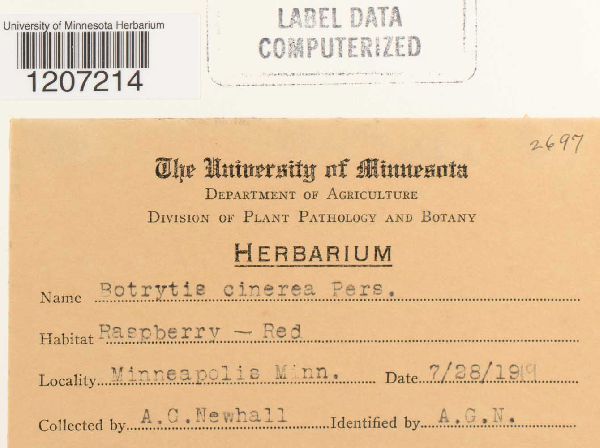 University of Minnesota Herbarium
1207214
LABEL DATA
COMPUTERIZED
2697
The University of Minnesota
DEPARTMENT OF AGRICULTURE
DIVISION OF PLANT PATHOLOGY AND BOTANY
HERBARIUM
Name Botrytis cinerea Pers.
Habitat Raspberry — Red
Locality Minneapolis Minn. Date 7/28/1919
Collected by A.G.Newhall Identified by A.G.N.